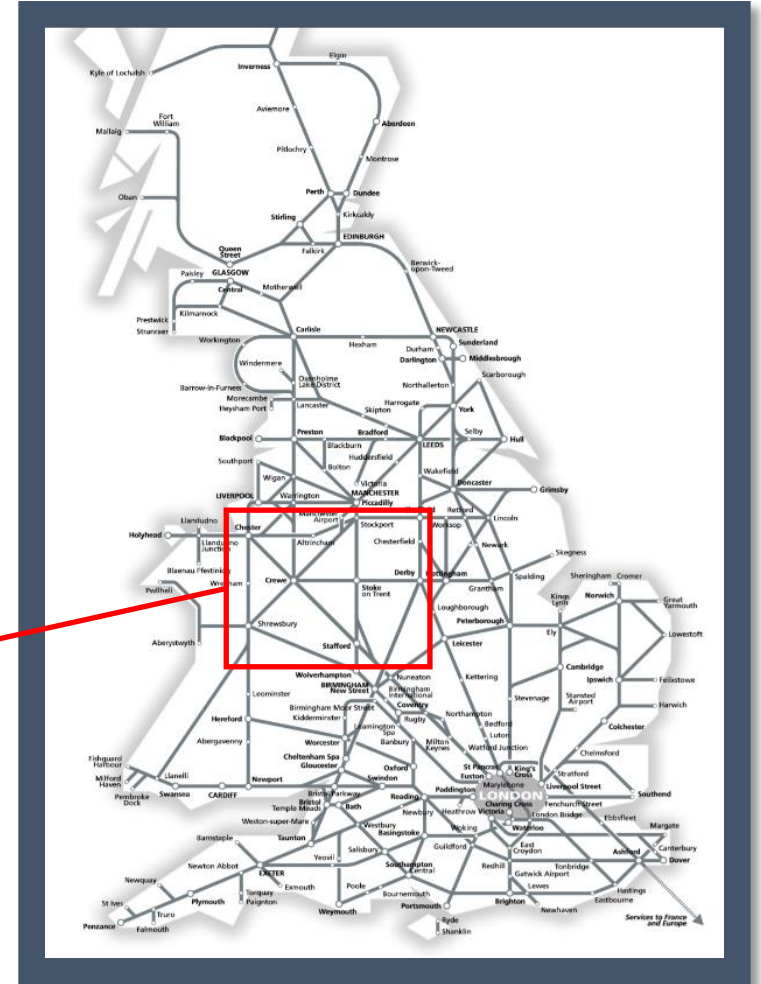 Elgin
Inverness
Kyle of Lochalsh
Aviemore
Fort
William
Mallaig
Aberdeen
Pitlochry
Montrose
Perth
Dundee
Oban
Stirling
Kirkcaldy
EDINBURGH
Queen
Street
Falkirk
Berwick-
upon-Tweed
Paisley
GLASGOW
Central
Motherwell
Prestwick
Kilmarnock
Stranraer
Carlisle
NEWCASTLE
Workington
Hexham
Durham
Sunderland
Darlington
Middlesbrough
Windermere
Scarborough
Oxenholme
Lake District
Barrow-in-Furness
Northallerton
Morecambe
Heysham Port
Lancaster
Harrogate
Skipton
York
Blackpool
Preston
Bradford
LEEDS
Selby
Hull
Blackburn
Huddersfield
Southport
Bolton
Wakefield
Wigan
Victoria
Doncaster
MANCHESTER
Piccadilly
Grimsby
LIVERPOOL
Warrington
Manchester
Airport
Retford
Llandudno
Stockport
Worksop
Lincoln
Holyhead
Chester
Llandudno
Junction
Altrincham
Chesterfield
Newark
Skegness
Blaenau Ffestiniog
Pwllheli
Crewe
Stoke
on Trent
Derby
Nottingham
Grantham
Spalding
Sheringham
Cromer
Kings
Lynn
Norwich
Great
Yarmouth
Loughborough
Peterborough
Shrewsbury
Aberystwyth
Stafford
Leicester
Ely
Lowestoft
Wolverhampton
Nuneaton
Cambridge
BIRMINGHAM
New Street
Birmingham
International
Kettering
Ipswich
Felixstowe
Leominster
Coventry
Stevenage
Stansted
Airport
Birmingham Moor Street
Kidderminster
Rugby
Northampton
Harwich
Hereford
Leamington
Spa
Bedford
Colchester
Worcester
Banbury
Milton
Keynes
Luton
Abergavenny
Watford Junction
Chelmsford
Cheltenham Spa
Gloucester
Oxford
St Pancras
Euston
King's
Cross
Stratford
Fishguard
Harbour
Llanelli
Newport
Swindon
Marylebone
Liverpool Street
Milford
Haven
Paddington
LONDON
Southend
Pembroke
Dock
Swansea
CARDIFF
Bristol Parkway
Reading
Charing Cross
Fenchurch Street
Bristol
Temple Meads
Bath
Newbury
Heathrow
Victoria
London Bridge
Ebbsfleet
Weston-super-Mare
Westbury
Woking
Waterloo
Margate
Barnstaple
Taunton
Basingstoke
East
Croydon
Canterbury
Salisbury
Guildford
Ashford
Dover
Yeovil
Newton Abbot
Southampton
Central
Redhill
Tonbridge
EXETER
Gatwick Airport
Newquay
Exmouth
Poole
Lewes
Hastings
Torquay
Bournemouth
Eastbourne
St Ives
Plymouth
Paignton
Portsmouth
Brighton
Newhaven
Truro
Weymouth
Penzance
Falmouth
Ryde
Shanklin
Services to France
and Europe